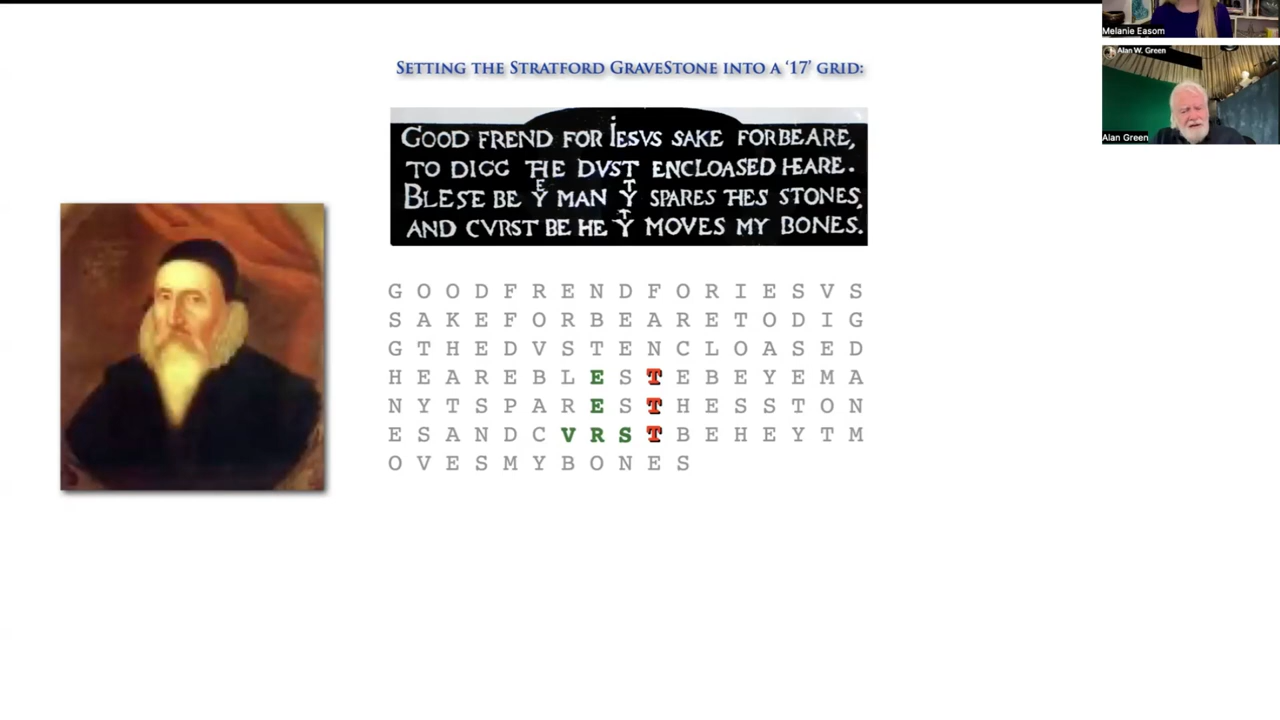 SETTING THE STRATFORD GRAVESTONE INTO A '17' GRID:
GOOD FREND FOR IESVS SAKE FORBEARE,
TO DIGG THE DVST ENCLOASED HEARE.
BLESE BE Y E MAN Y T SPARES THES STONES,
AND CVRST BE HE Y T MOVES MY BONES.
G O O D F R E N D F O R I E S V S
S A K E F O R B E A R E T O D I G
G T H E D V S T E N C L O A S E D
H E A R E B L E S T E B E Y E M A
N Y T S P A R E S T H E S S T O N
E S A N D C V R S T B E H E Y T M
O V E S M Y B O N E S
Melanie Easom
Alan W. Green
Alan Green